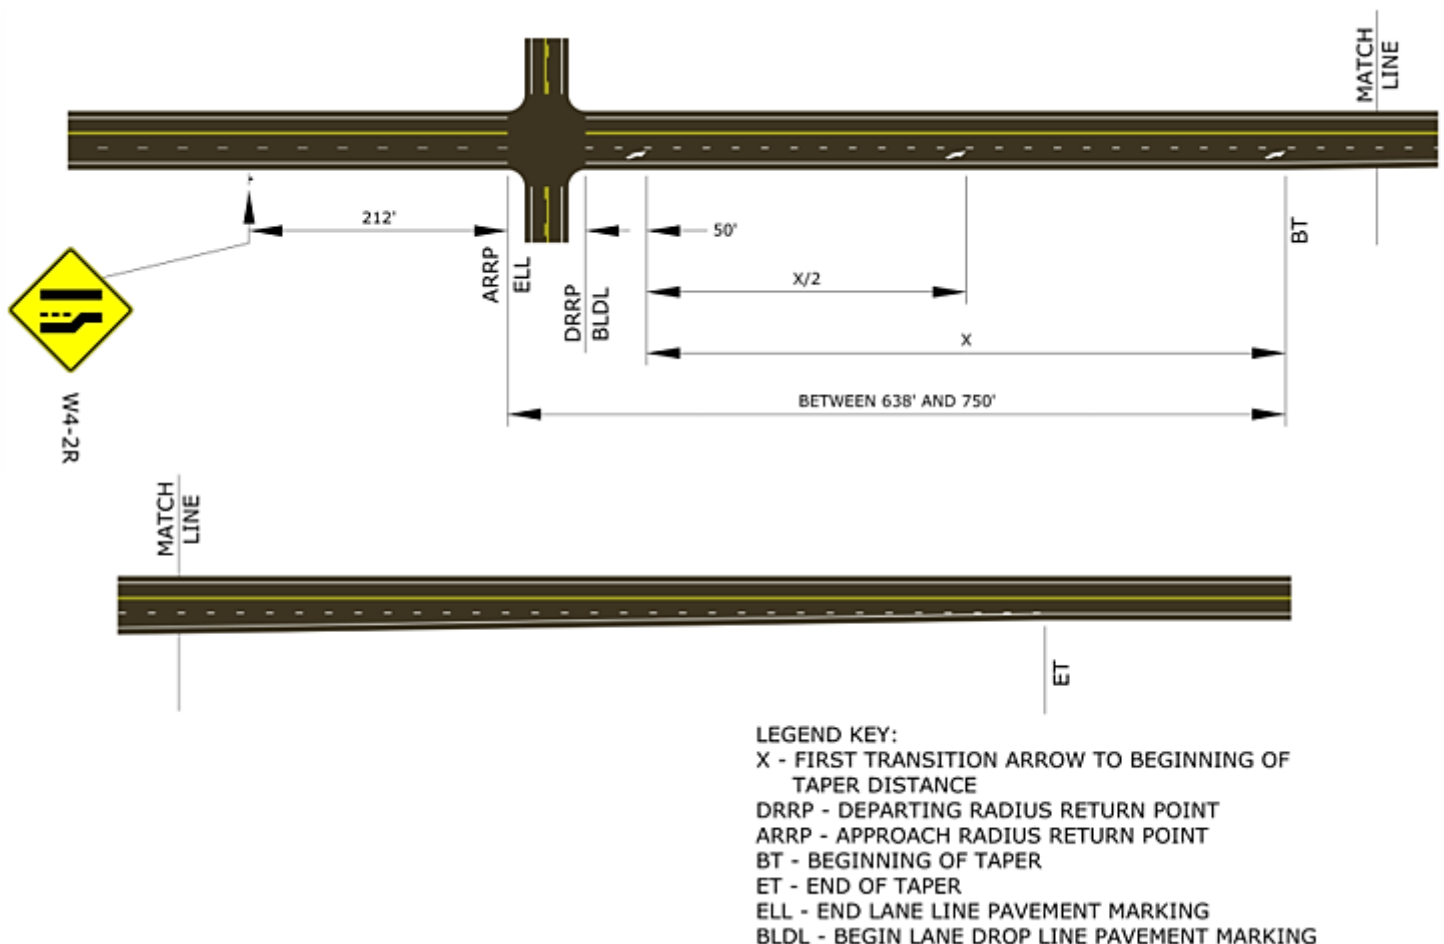 MATCH
LINE
212'
50'
ARRP
ELL
DRRP
BLDL
BT
X/2
X
BETWEEN 638' AND 750'
W4-2R
MATCH
LINE
ET
LEGEND KEY:
X - FIRST TRANSITION ARROW TO BEGINNING OF
TAPER DISTANCE
DRRP - DEPARTING RADIUS RETURN POINT
ARRP - APPROACH RADIUS RETURN POINT
BT - BEGINNING OF TAPER
ET - END OF TAPER
ELL - END LANE LINE PAVEMENT MARKING
BLDL - BEGIN LANE DROP LINE PAVEMENT MARKING